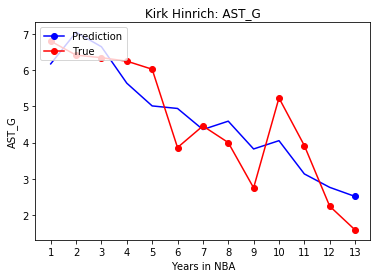 Kirk Hinrich: AST_G
Prediction
True
7
6
5
4
3
2
AST_G
1 2 3 4 5 6 7 8 9 10 11 12 13
Years in NBA